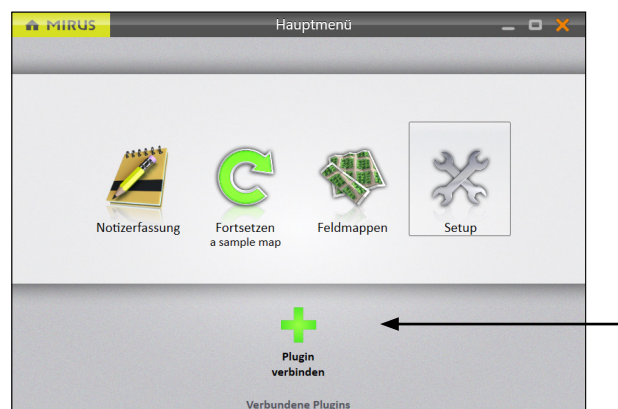 MIRUS
Hauptmenü
Notizerfassung
Fortsetzen
a sample map
Feldmappen
Setup
Plugin
verbinden
Verbundene Plugins